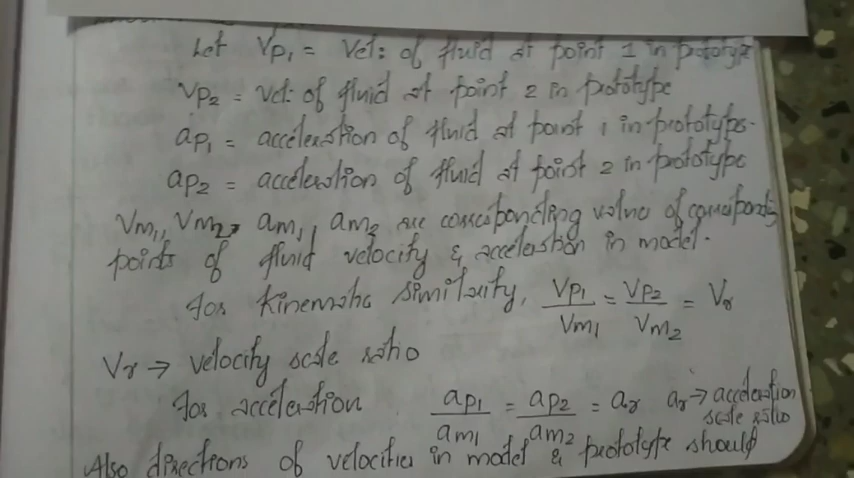 Let Vp₁ = Vel: of fluid at point 1 in prototype
Vp₂ = Vel: of fluid at point 2 in prototype
ap₁ = acceleration of fluid at point 1 in prototype.
ap₂ = acceleration of fluid at point 2 in prototype
Vm₁, Vm₂, am₁, am₂ are corresponding value of corresponding
points of fluid velocity & acceleration in model.
for kinematic similarity, Vp₁/Vm₁ = Vp₂/Vm₂ = Vr
Vr → velocity scale ratio
for acceleration ap₁/am₁ = ap₂/am₂ = ar ar → acceleration
scale ratio
Also directions of velocities in model & prototype should